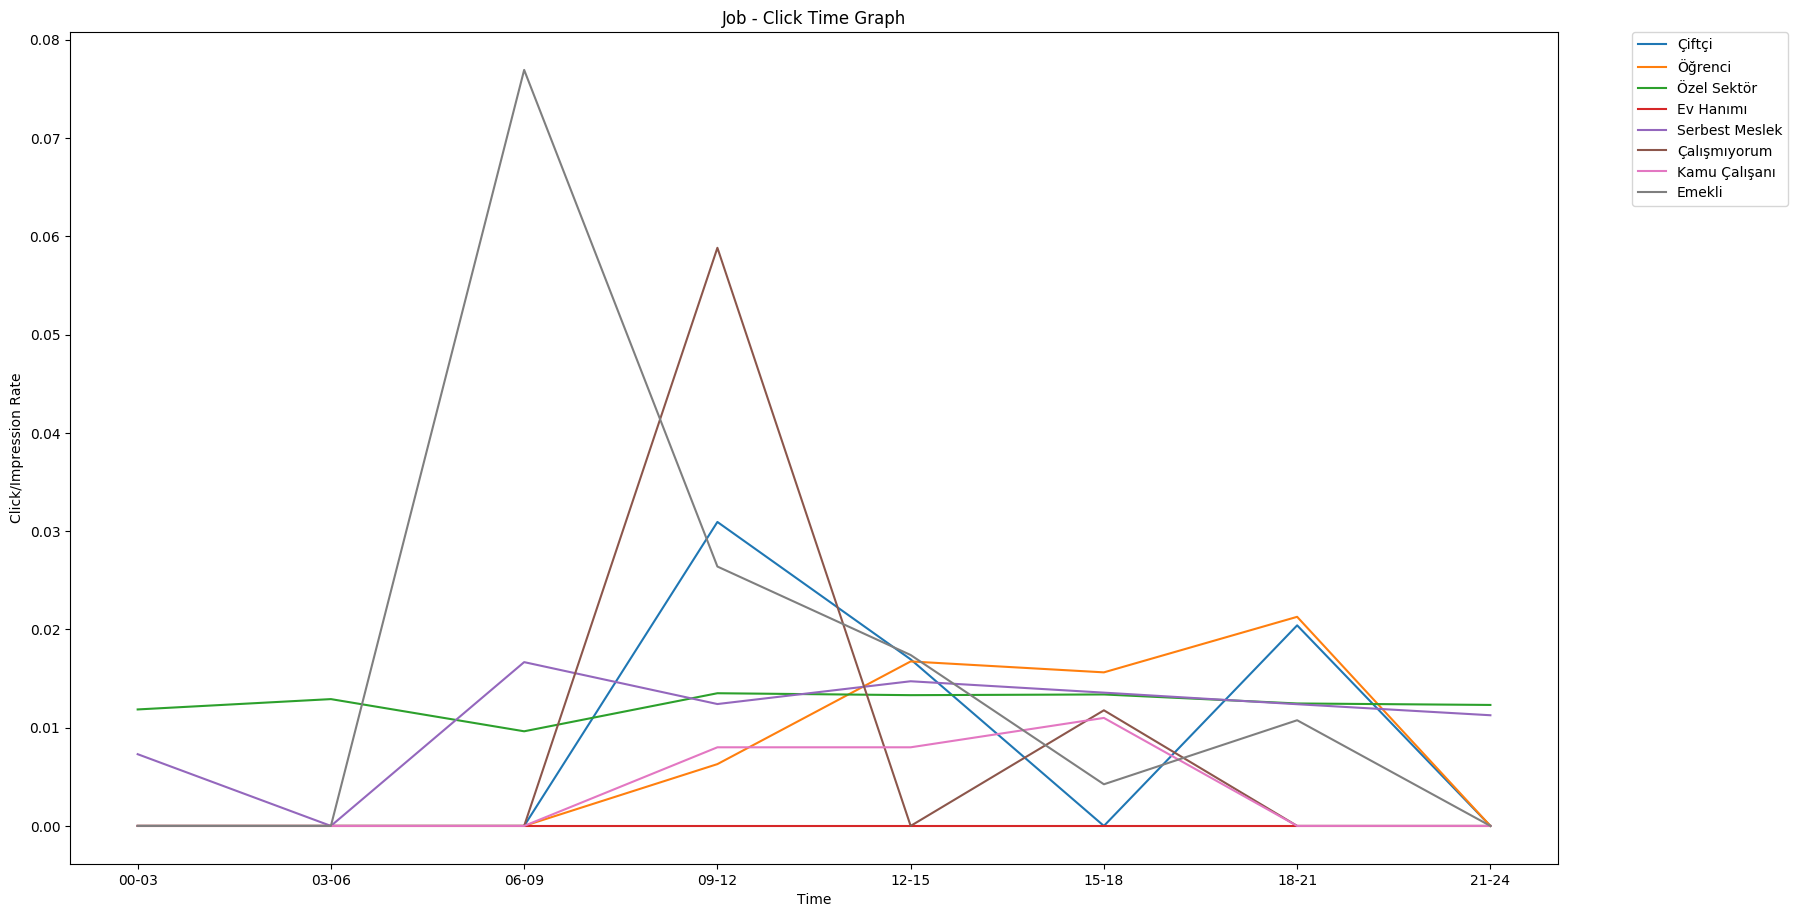 Job - Click Time Graph
Çiftçi
Öğrenci
Özel Sektör
Ev Hanımı
Serbest Meslek
Çalışmıyorum
Kamu Çalışanı
Emekli
Click/Impression Rate
0.08
0.07
0.06
0.05
0.04
0.03
0.02
0.01
0.00
00-03 03-06 06-09 09-12 12-15 15-18 18-21 21-24
Time